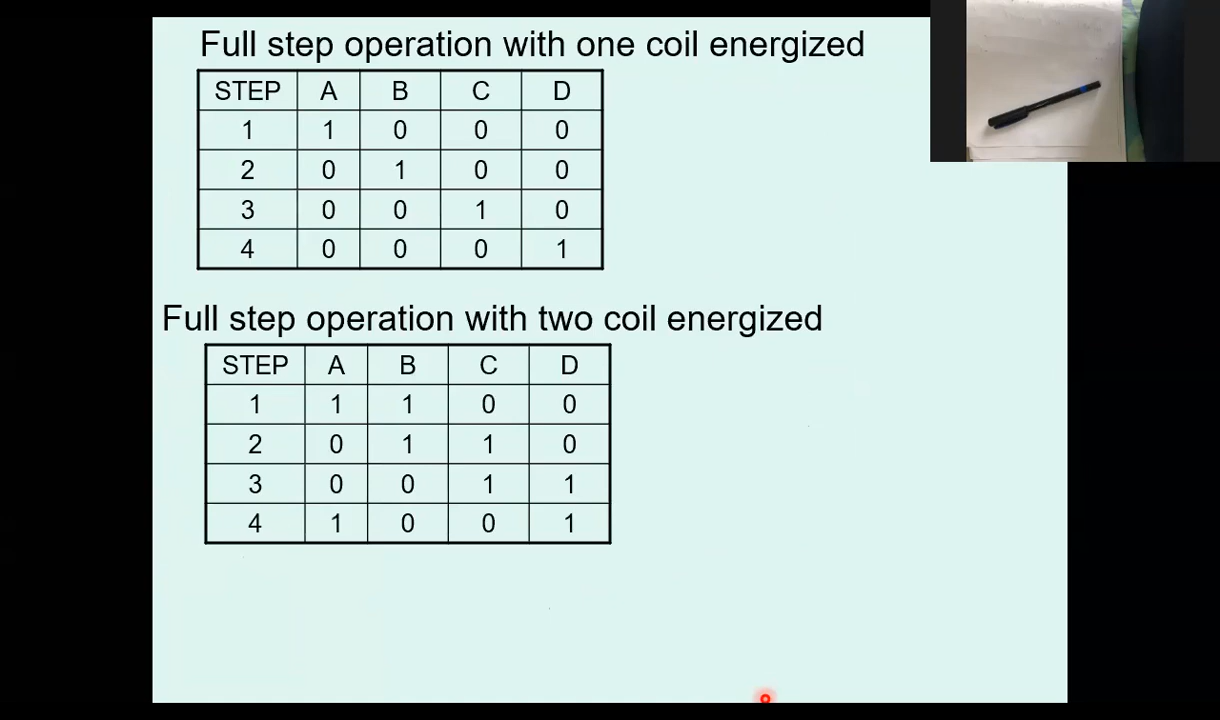 Full step operation with one coil energized
STEP A B C D
1 1 0 0 0
2 0 1 0 0
3 0 0 1 0
4 0 0 0 1
Full step operation with two coil energized
STEP A B C D
1 1 1 0 0
2 0 1 1 0
3 0 0 1 1
4 1 0 0 1